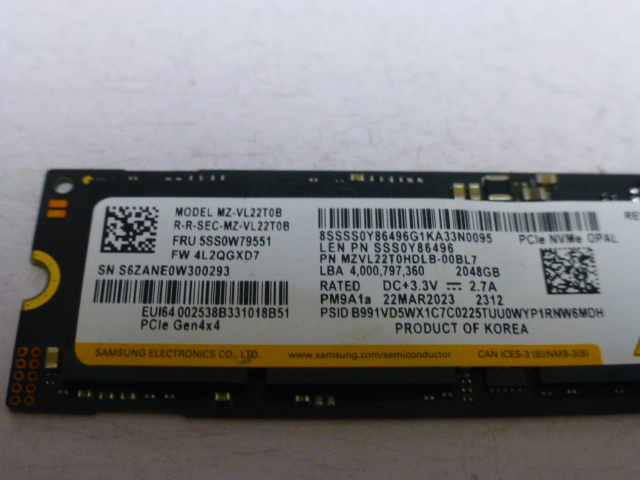 MODEL MZ-VL22T0B
R-R-SEC-MZ-VL22T0B
FRU 5SS0W79551
FW 4L2QGXD7
SN S6ZANE0W300293
EUI64 002538B331018B51
PCIe Gen4x4
8SSSS0Y86496G1KA33N0095
PCIe NVMe OPAL
LEN PN SSS0Y86496
PN MZVL22T0HDLB-00BL7
LBA 4,000,797,360 2048GB
RATED DC+3.3V 2.7A
PM9A1a 22MAR2023 2312
PSID B991VD5WX1C7C0225TUU0WYP1RNW6MDH
PRODUCT OF KOREA
SAMSUNG ELECTRONICS CO., LTD. www.samsung.com/semiconductor CAN ICES-3 (B)/NMB-3(B)